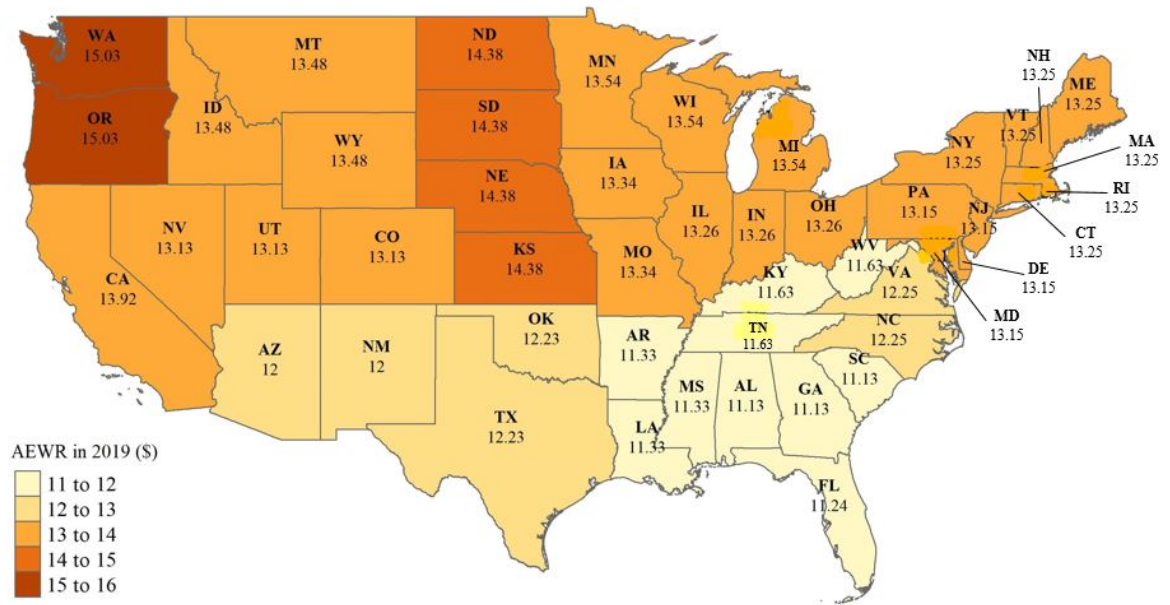 WA
15.03
MT
13.48
ND
14.38
MN
13.54
NH
13.25
ME
13.25
OR
15.03
ID
13.48
SD
14.38
WI
13.54
VT
13.25
MA
13.25
WY
13.48
MI
13.54
NY
13.25
IA
13.34
NE
14.38
PA
13.15
RI
13.25
NV
13.13
UT
13.13
CO
13.13
IL
13.26
IN
13.26
OH
13.26
NJ
13.15
CT
13.25
KS
14.38
MO
13.34
WV
11.63
CA
13.92
KY
11.63
VA
12.25
DE
13.15
MD
13.15
OK
12.23
TN
11.63
NC
12.25
AZ
12
NM
12
AR
11.33
SC
11.13
MS
11.33
AL
11.13
GA
11.13
TX
12.23
LA
11.33
FL
11.24
AEWR in 2019 ($)
11 to 12
12 to 13
13 to 14
14 to 15
15 to 16